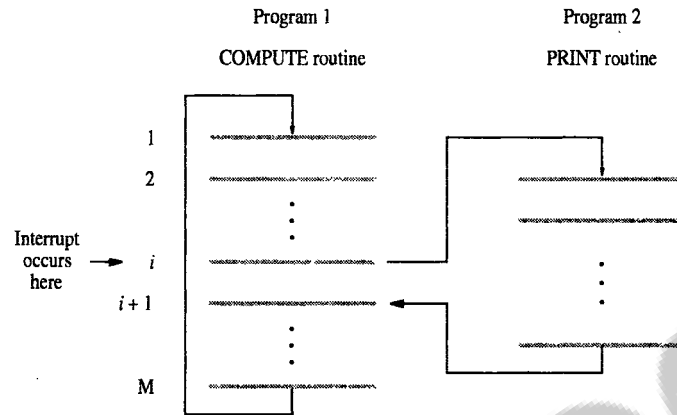 Program 1
COMPUTE routine
Program 2
PRINT routine
1
2
Interrupt
occurs
here
i
i + 1
M